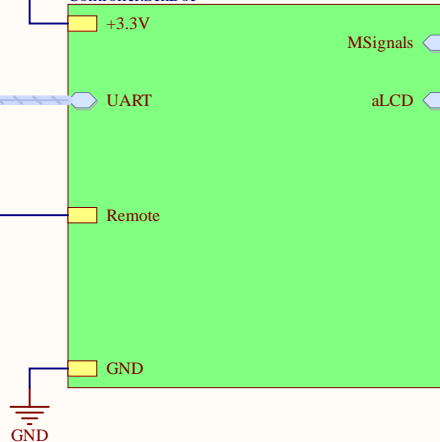 +3.3V
MSignals
UART
aLCD
Remote
GND
GND